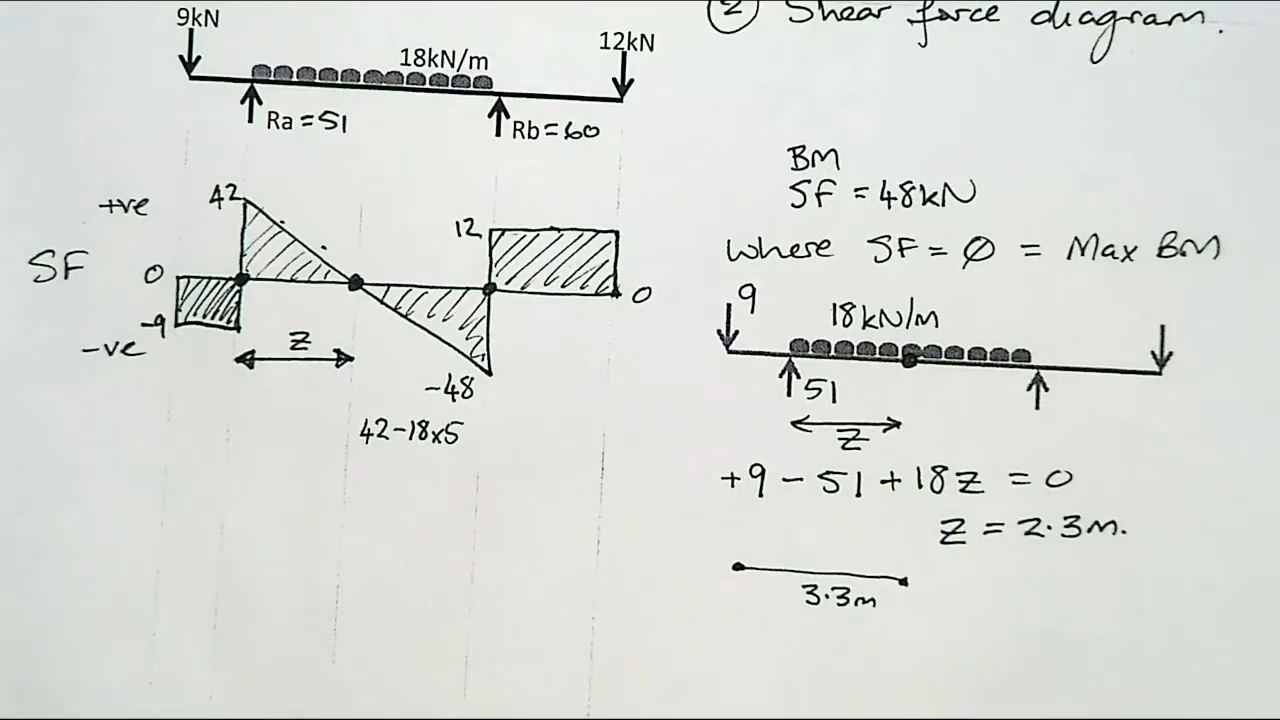 ② Shear force diagram.
9kN
18kN/m
12kN
Ra = 51
Rb = 60
BM
SF = 48kN
where SF = 0 = Max BM
+ve
42
12
SF
0
0
-9
-ve
Z
-48
42-18x5
9
18kN/m
51
Z
+9 - 51 + 18Z = 0
Z = 2.3m.
3.3m